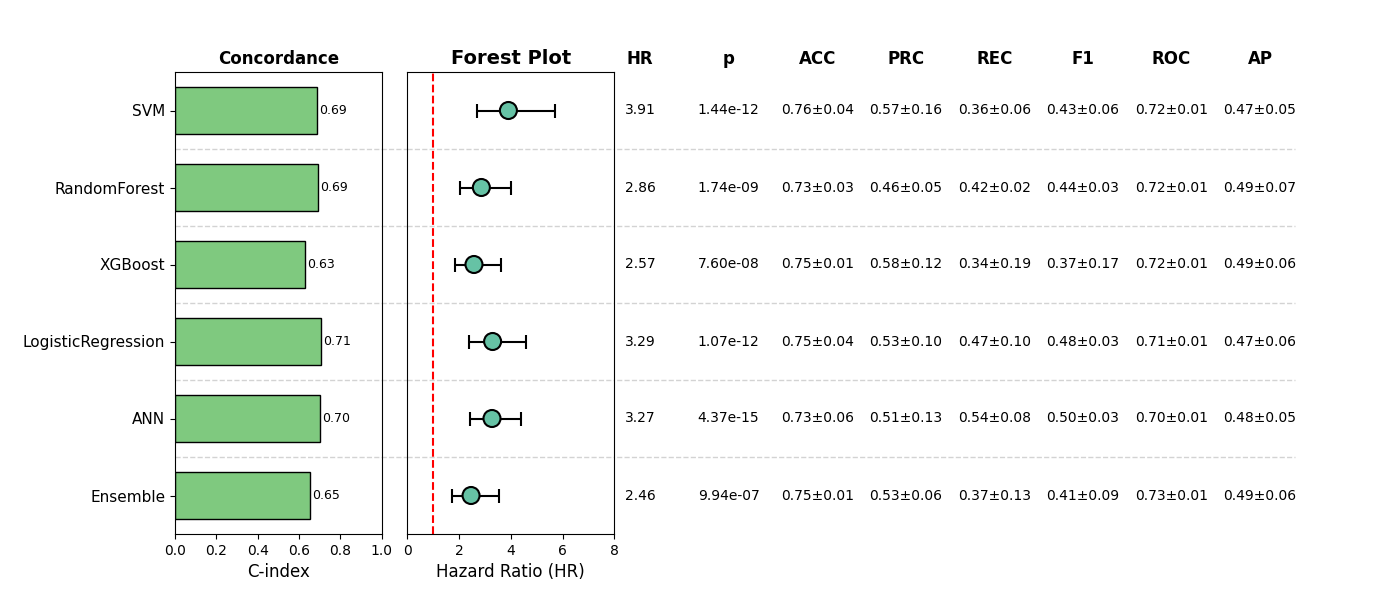 Concordance Forest Plot HR p ACC PRC REC F1 ROC AP
SVM 0.69 3.91 1.44e-12 0.76±0.04 0.57±0.16 0.36±0.06 0.43±0.06 0.72±0.01 0.47±0.05
RandomForest 0.69 2.86 1.74e-09 0.73±0.03 0.46±0.05 0.42±0.02 0.44±0.03 0.72±0.01 0.49±0.07
XGBoost 0.63 2.57 7.60e-08 0.75±0.01 0.58±0.12 0.34±0.19 0.37±0.17 0.72±0.01 0.49±0.06
LogisticRegression 0.71 3.29 1.07e-12 0.75±0.04 0.53±0.10 0.47±0.10 0.48±0.03 0.71±0.01 0.47±0.06
ANN 0.70 3.27 4.37e-15 0.73±0.06 0.51±0.13 0.54±0.08 0.50±0.03 0.70±0.01 0.48±0.05
Ensemble 0.65 2.46 9.94e-07 0.75±0.01 0.53±0.06 0.37±0.13 0.41±0.09 0.73±0.01 0.49±0.06
0.0 0.2 0.4 0.6 0.8 1.0 0 2 4 6 8
C-index Hazard Ratio (HR)